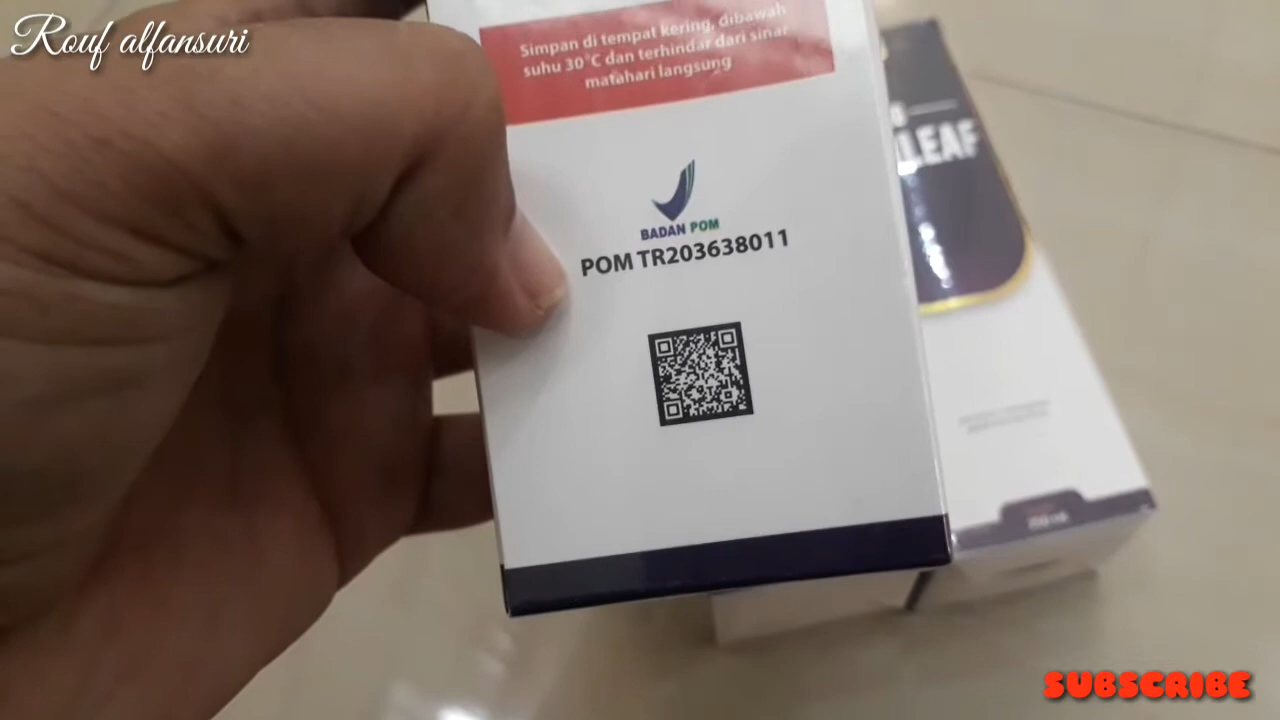 Rouf alfansuri
Simpan di tempat kering, dibawah
suhu 30°C dan terhindar dari sinar
matahari langsung
BADAN POM
POM TR203638011
LEAF
SUBSCRIBE